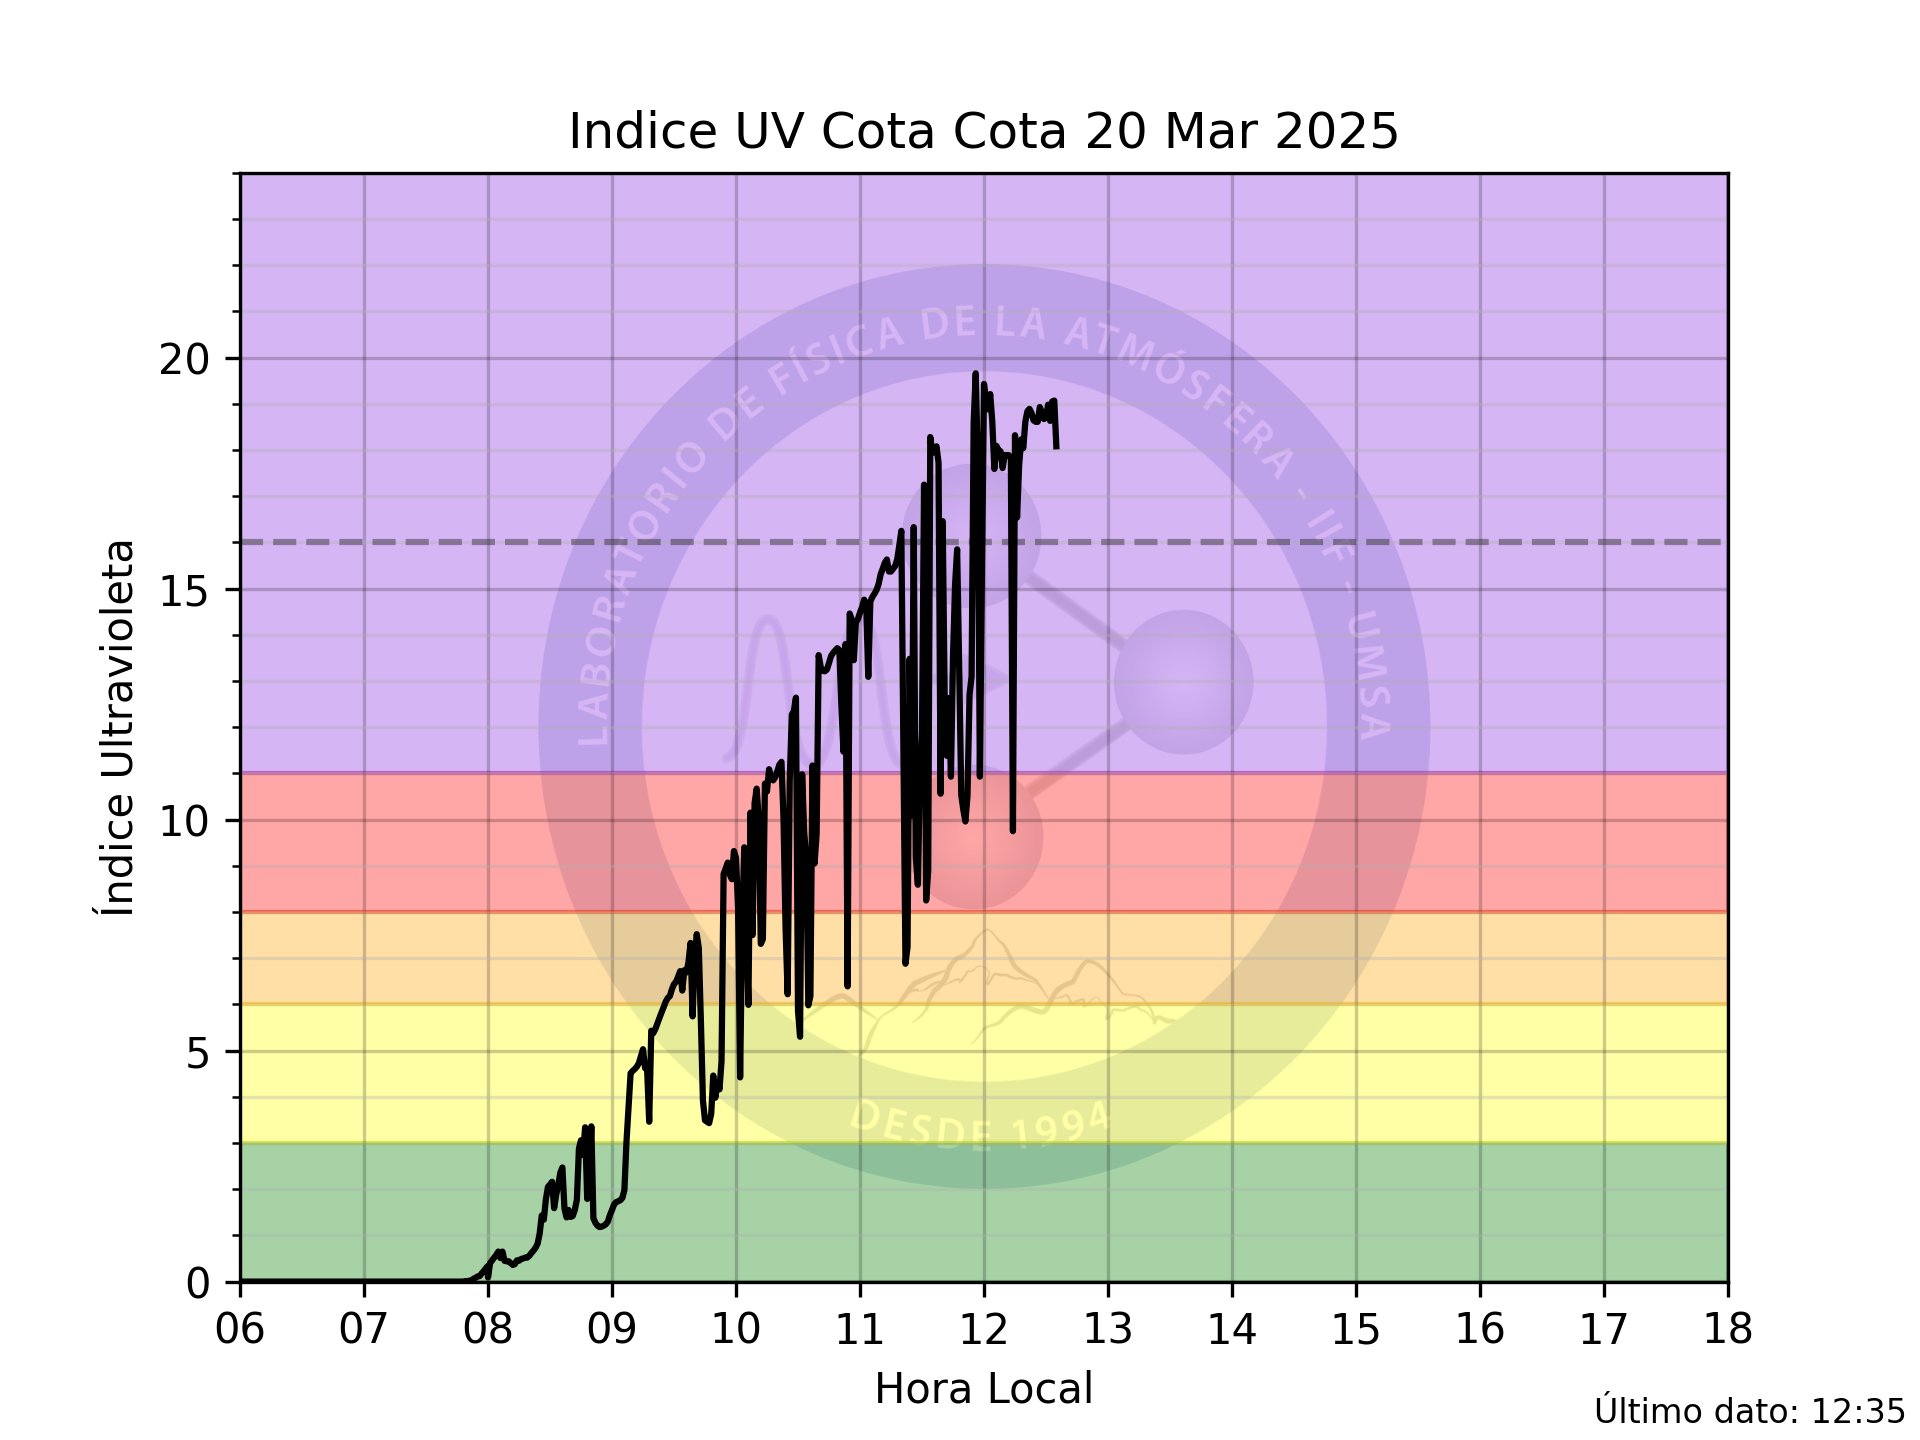 Indice UV Cota Cota 20 Mar 2025
LABORATORIO DE FÍSICA DE LA ATMÓSFERA - IIF - UMSA
DESDE 1994
Índice Ultravioleta
20
15
10
5
0
06 07 08 09 10 11 12 13 14 15 16 17 18
Hora Local
Último dato: 12:35